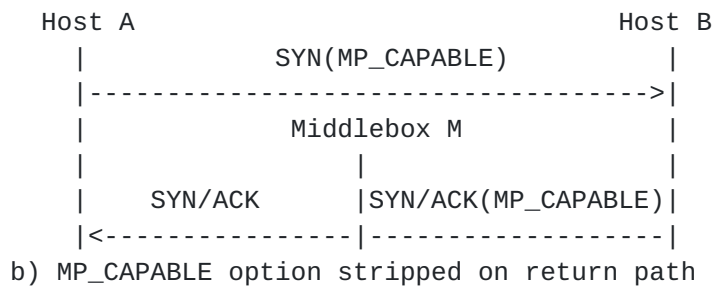 Host A                               Host B
  |            SYN(MP_CAPABLE)          |
  |------------------------------------>|
  |             Middlebox M             |
  |                 |                   |
  |    SYN/ACK      |SYN/ACK(MP_CAPABLE)|
  |<----------------|-------------------|
b) MP_CAPABLE option stripped on return path